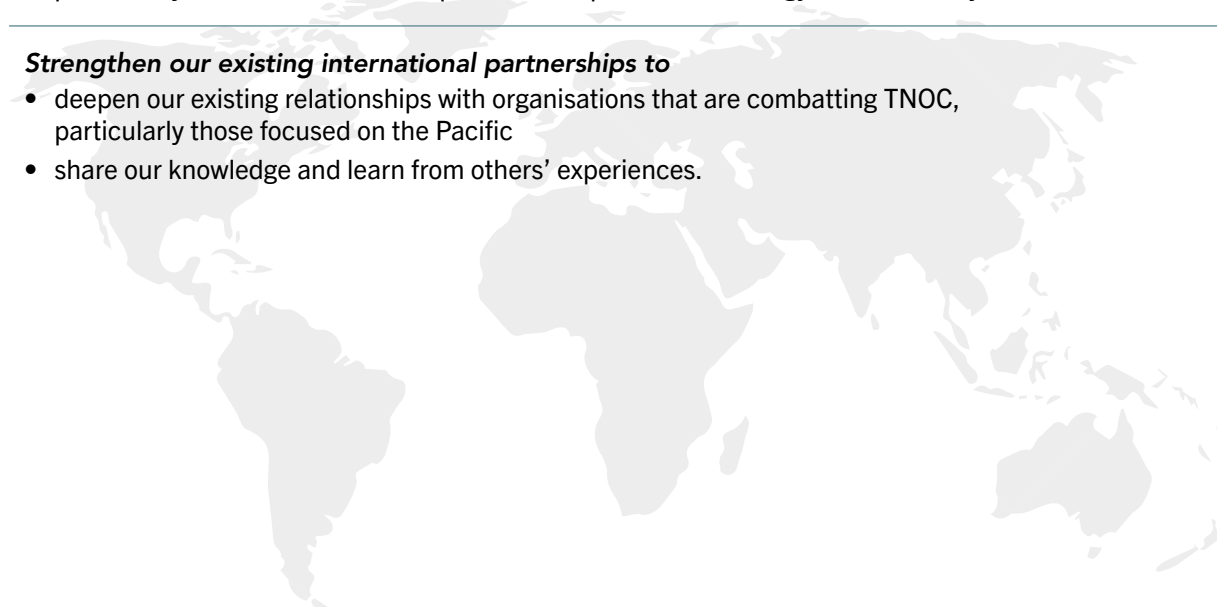 Strengthen our existing international partnerships to
• deepen our existing relationships with organisations that are combatting TNOC,
particularly those focused on the Pacific
• share our knowledge and learn from others’ experiences.